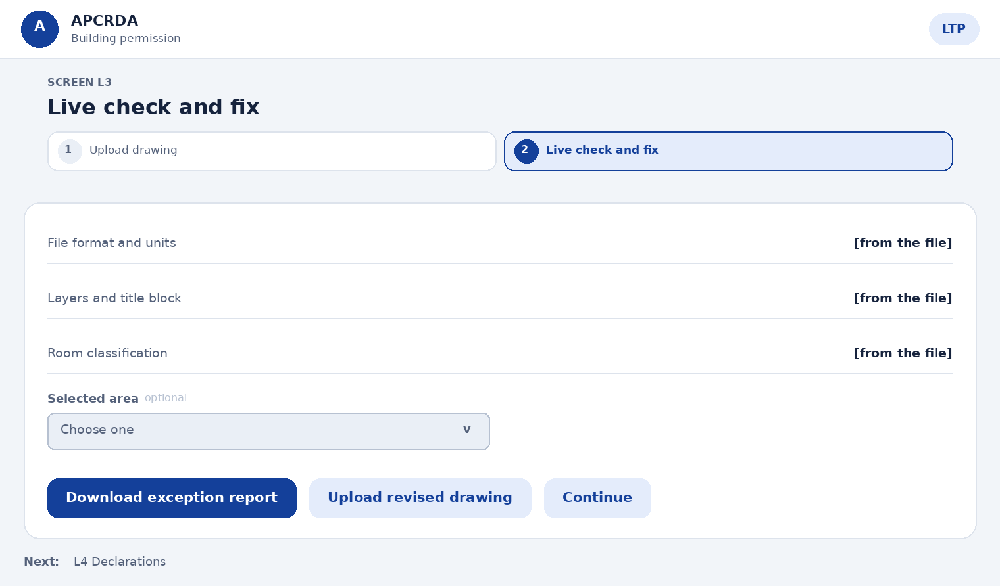 A
APCRDA
Building permission
LTP
SCREEN L3
Live check and fix
1 Upload drawing
2 Live check and fix
File format and units [from the file]
Layers and title block [from the file]
Room classification [from the file]
Selected area optional
Choose one v
Download exception report Upload revised drawing Continue
Next: L4 Declarations